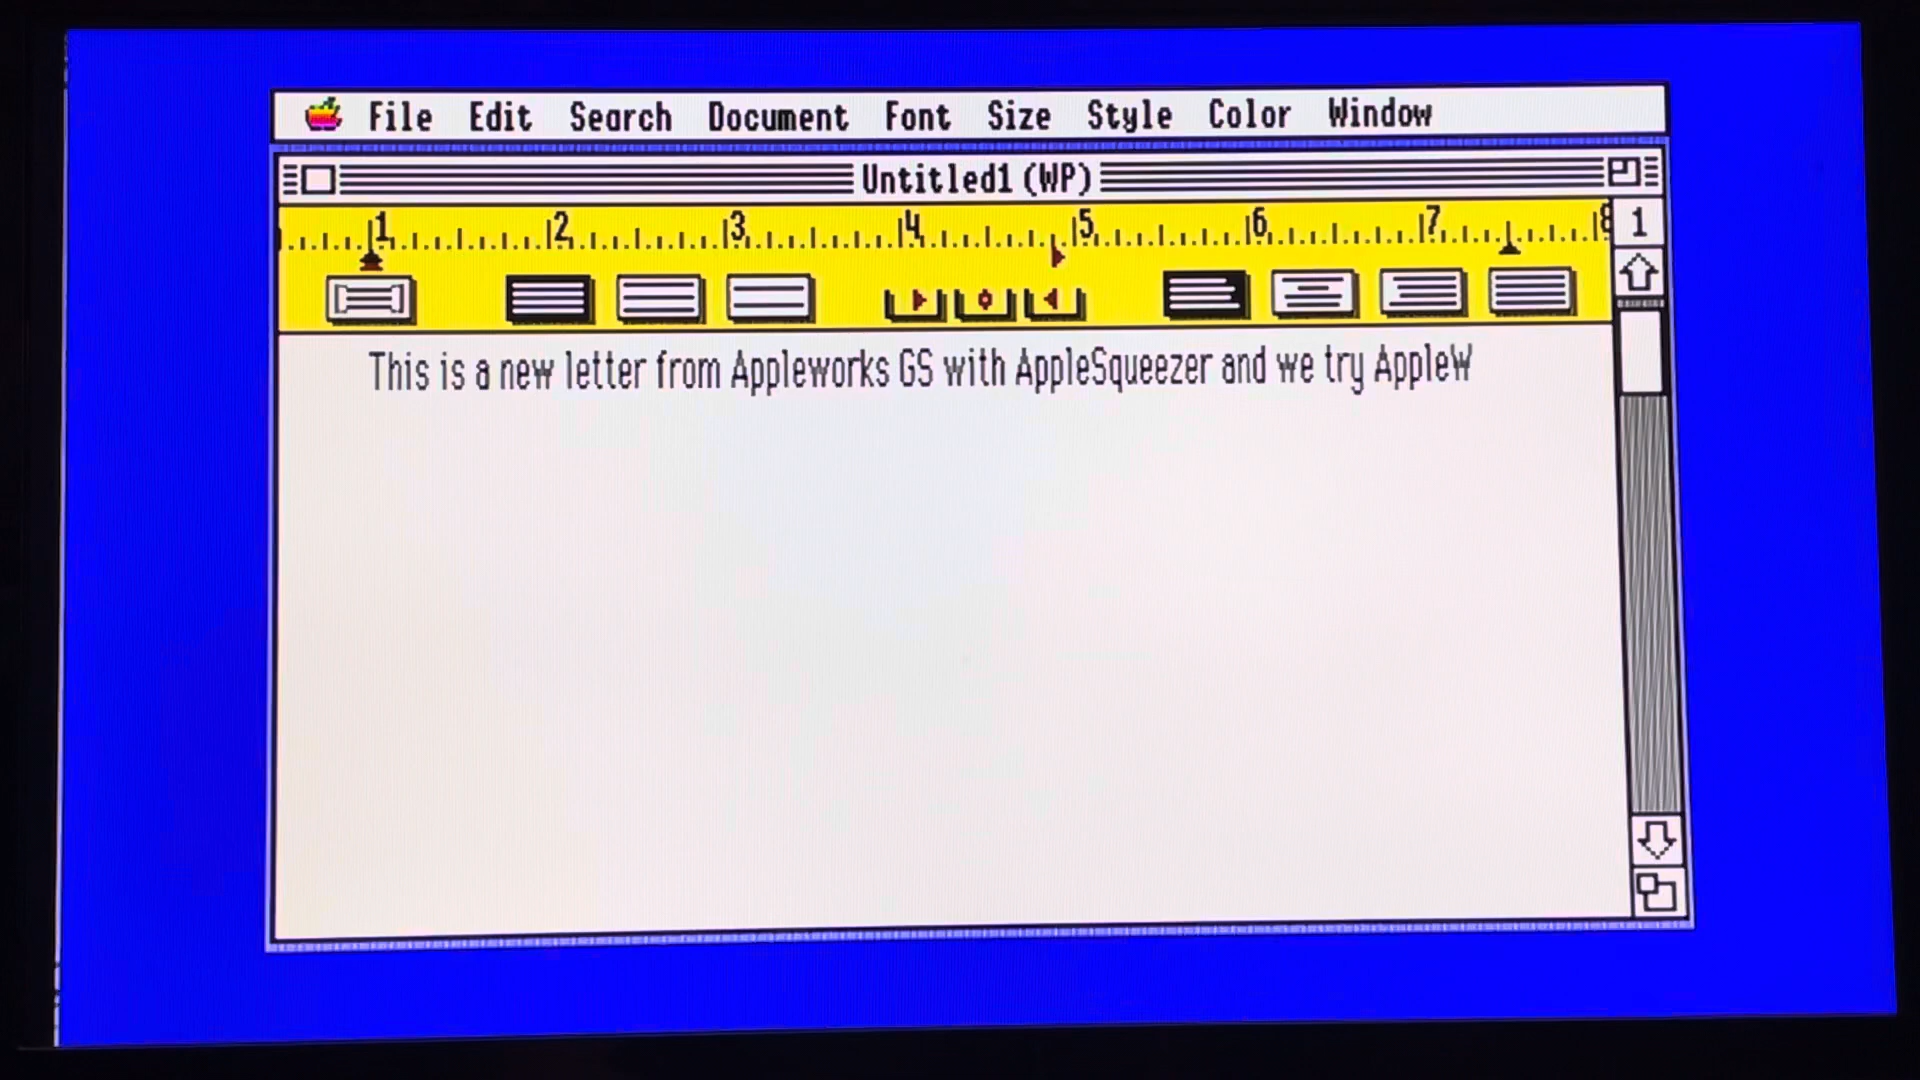 File Edit Search Document Font Size Style Color Window
Untitled1 (WP)
1 2 3 4 5 6 7 8 1
This is a new letter from Appleworks GS with AppleSqueezer and we try AppleW